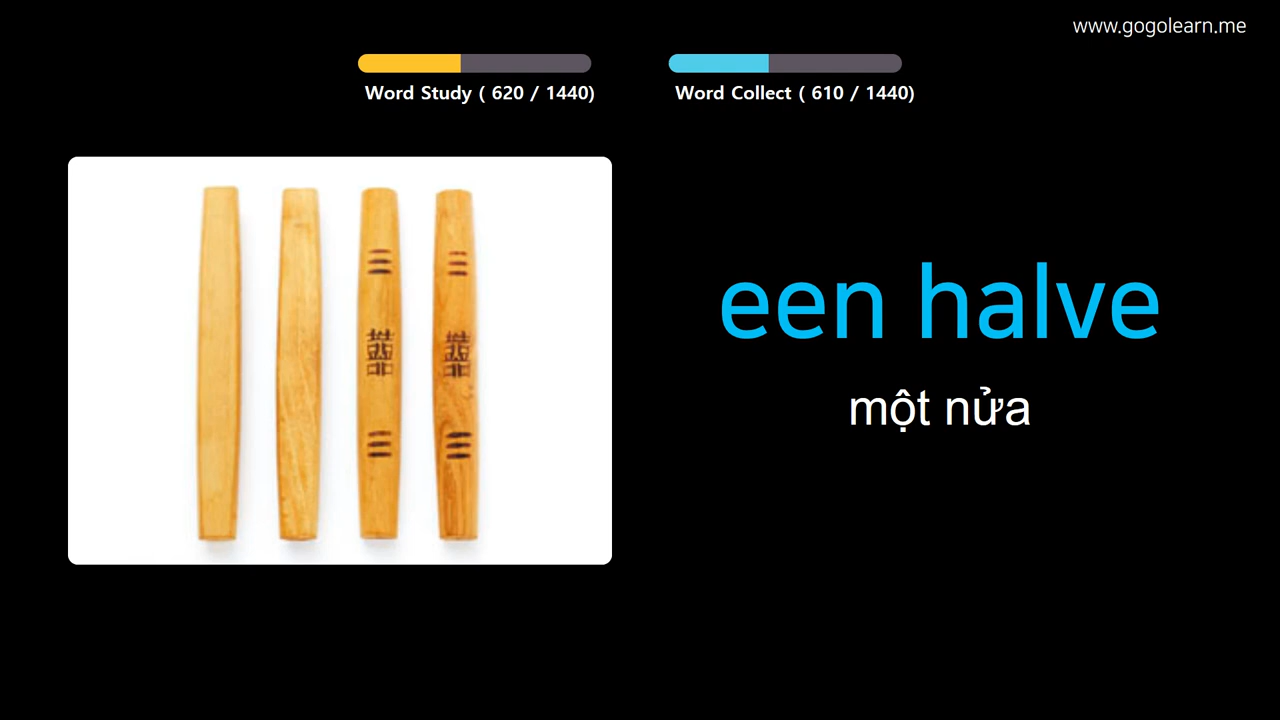 www.gogolearn.me
Word Study ( 620 / 1440)
Word Collect ( 610 / 1440)
een halve
một nửa